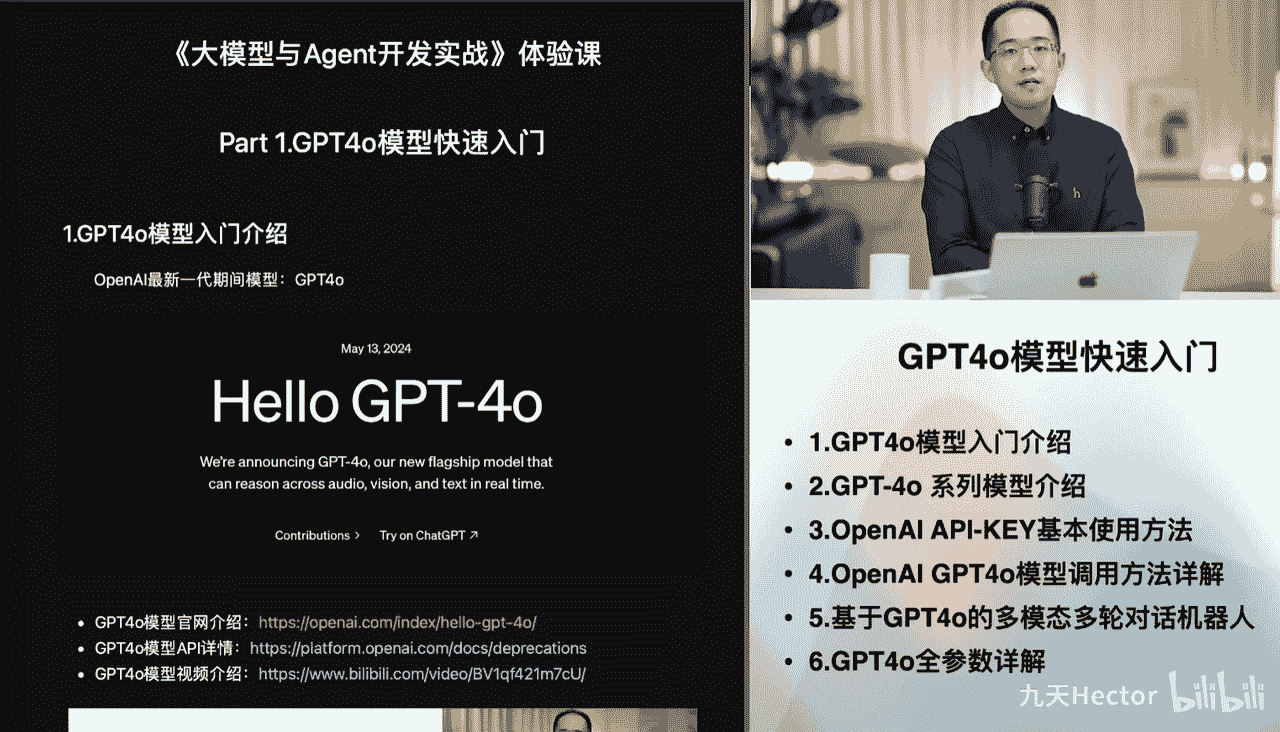 《大模型与Agent开发实战》体验课
Part 1.GPT4o模型快速入门
1.GPT4o模型入门介绍
OpenAI最新一代期间模型：GPT4o
May 13, 2024
Hello GPT-4o
We're announcing GPT-4o, our new flagship model that
can reason across audio, vision, and text in real time.
Contributions >
Try on ChatGPT ↗
• GPT4o模型官网介绍：https://openai.com/index/hello-gpt-4o/
• GPT4o模型API详情：https://platform.openai.com/docs/deprecations
• GPT4o模型视频介绍：https://www.bilibili.com/video/BV1qf421m7cU/
h
GPT4o模型快速入门
• 1.GPT4o模型入门介绍
• 2.GPT-4o 系列模型介绍
• 3.OpenAI API-KEY基本使用方法
• 4.OpenAI GPT4o模型调用方法详解
• 5.基于GPT4o的多模态多轮对话机器人
• 6.GPT4o全参数详解
九天Hector bilibili